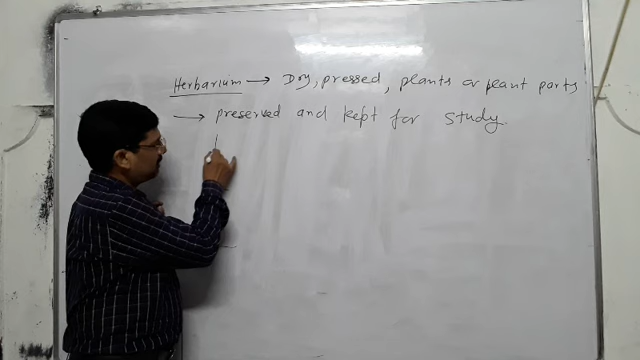 Herbarium → Dry, pressed, plants or plant parts
→ preserved and kept for study.